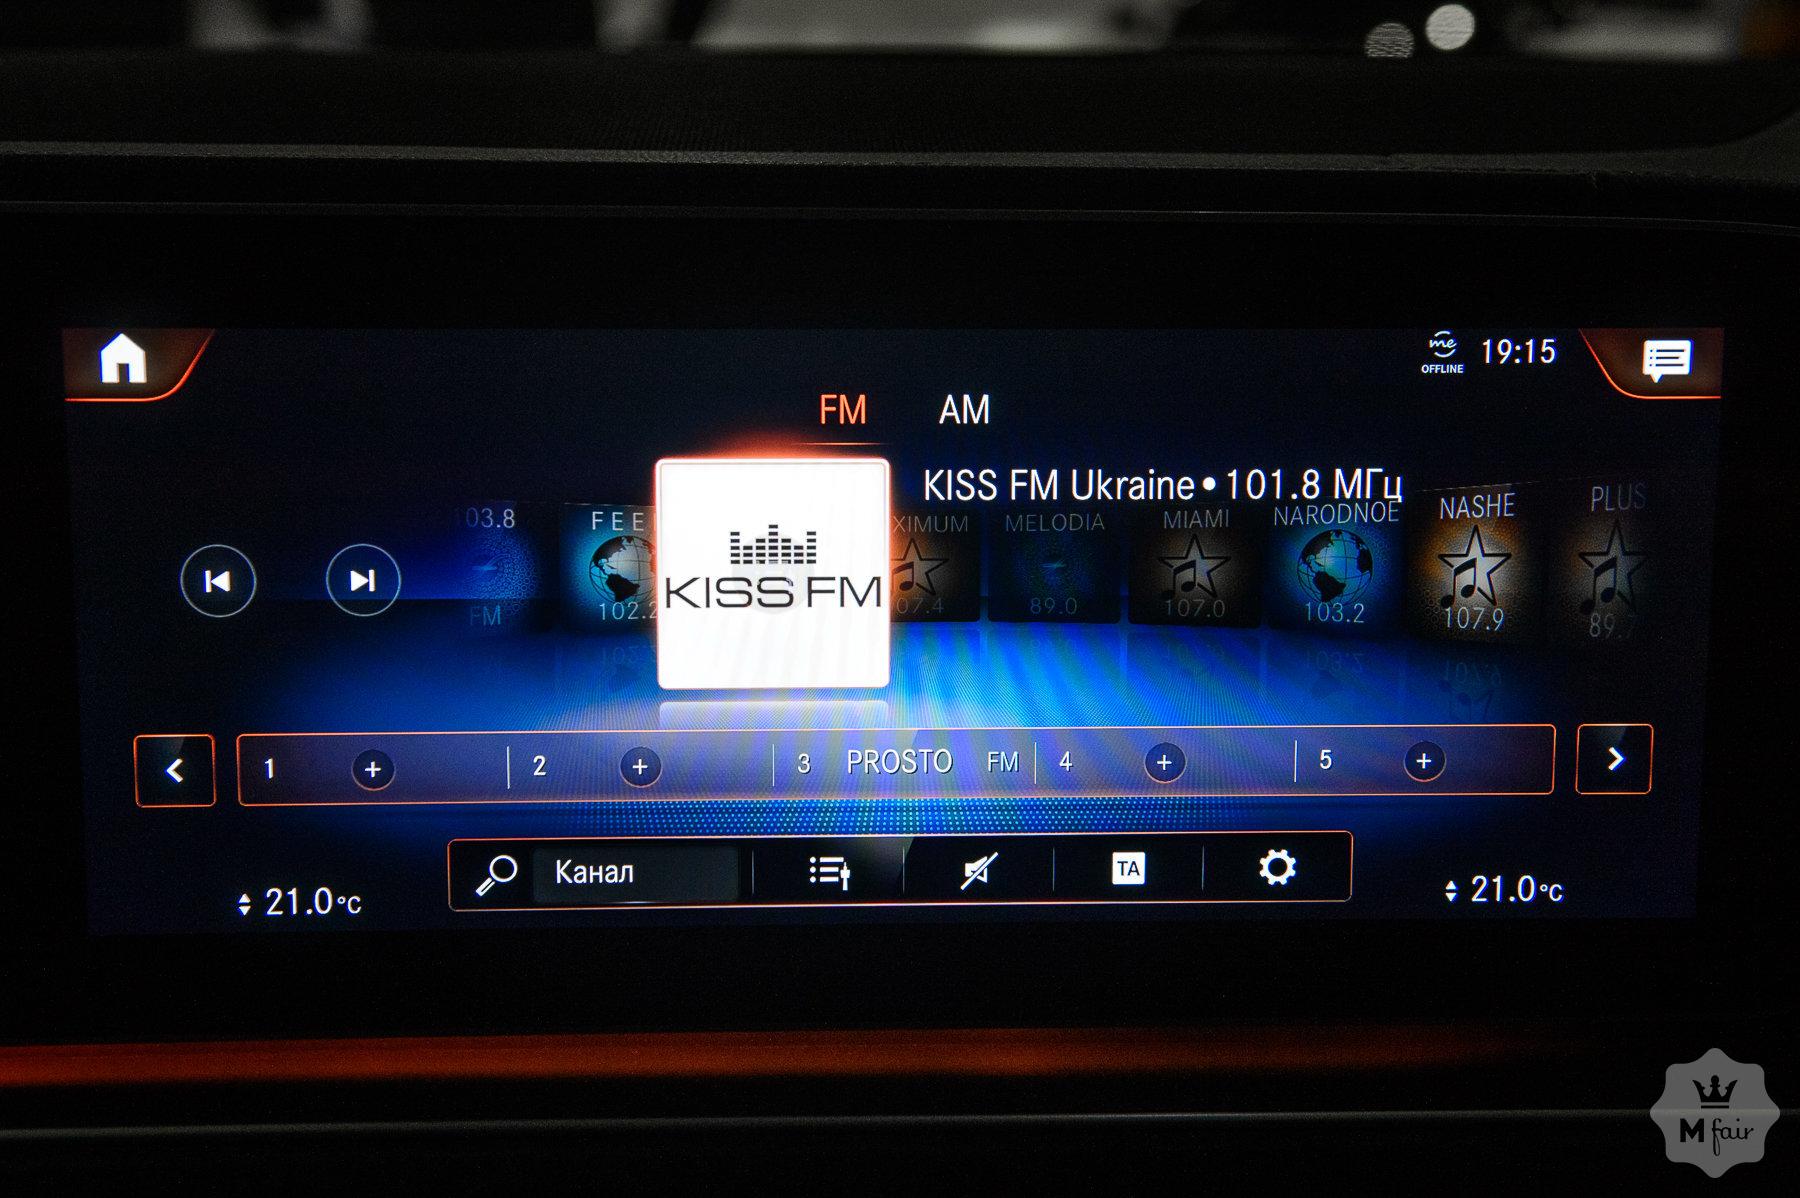 me
OFFLINE
19:15
FM AM
KISS FM Ukraine•101.8 МГц
103.8
FM
102.2
KISS FM
MELODIA
89.0
MIAMI
107.0
NARODNOE
103.2
NASHE
107.9
PLUS
1 + 2 + 3 PROSTO FM 4 + 5 +
Канал
TA
21.0°C
21.0°C
M fair